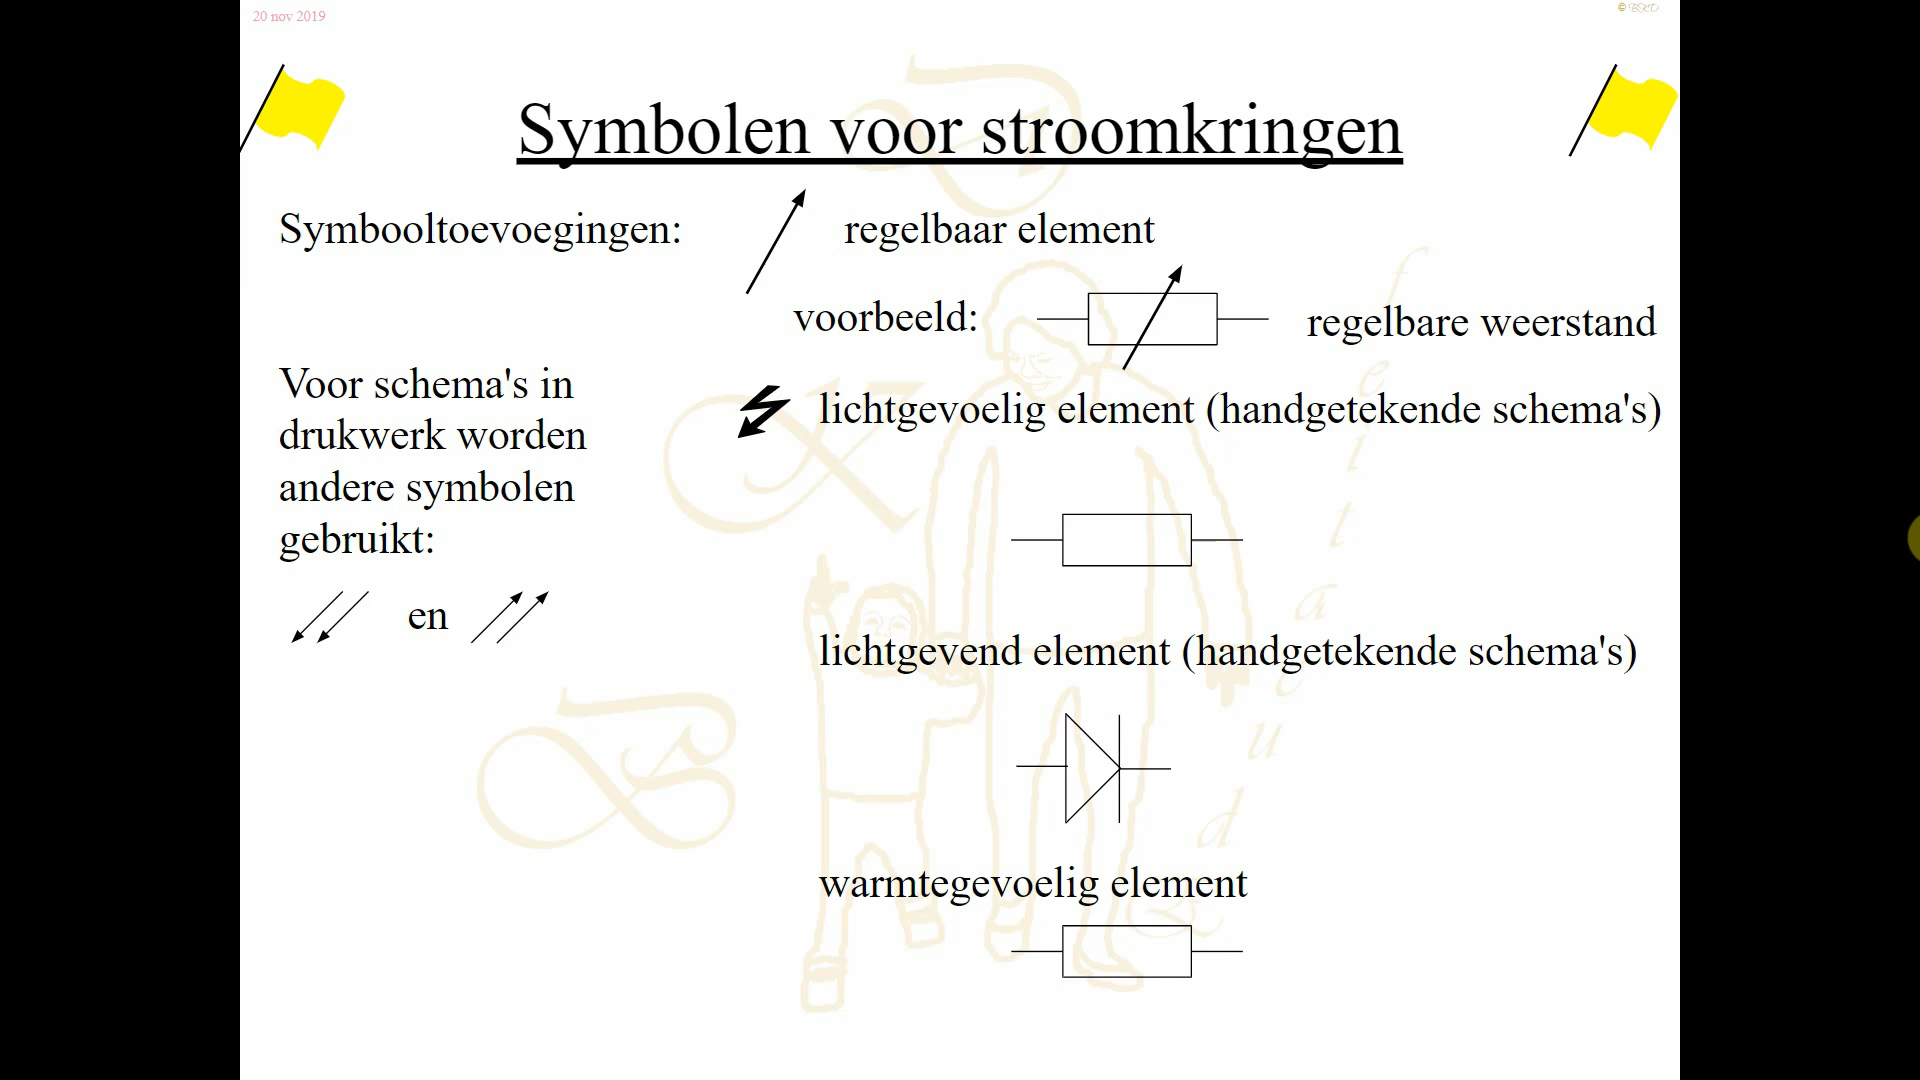 20 nov 2019
© BKD
Symbolen voor stroomkringen
Symbooltoevoegingen:
regelbaar element
voorbeeld:
regelbare weerstand
Voor schema's in
drukwerk worden
andere symbolen
gebruikt:
en
lichtgevoelig element (handgetekende schema's)
lichtgevend element (handgetekende schema's)
warmtegevoelig element